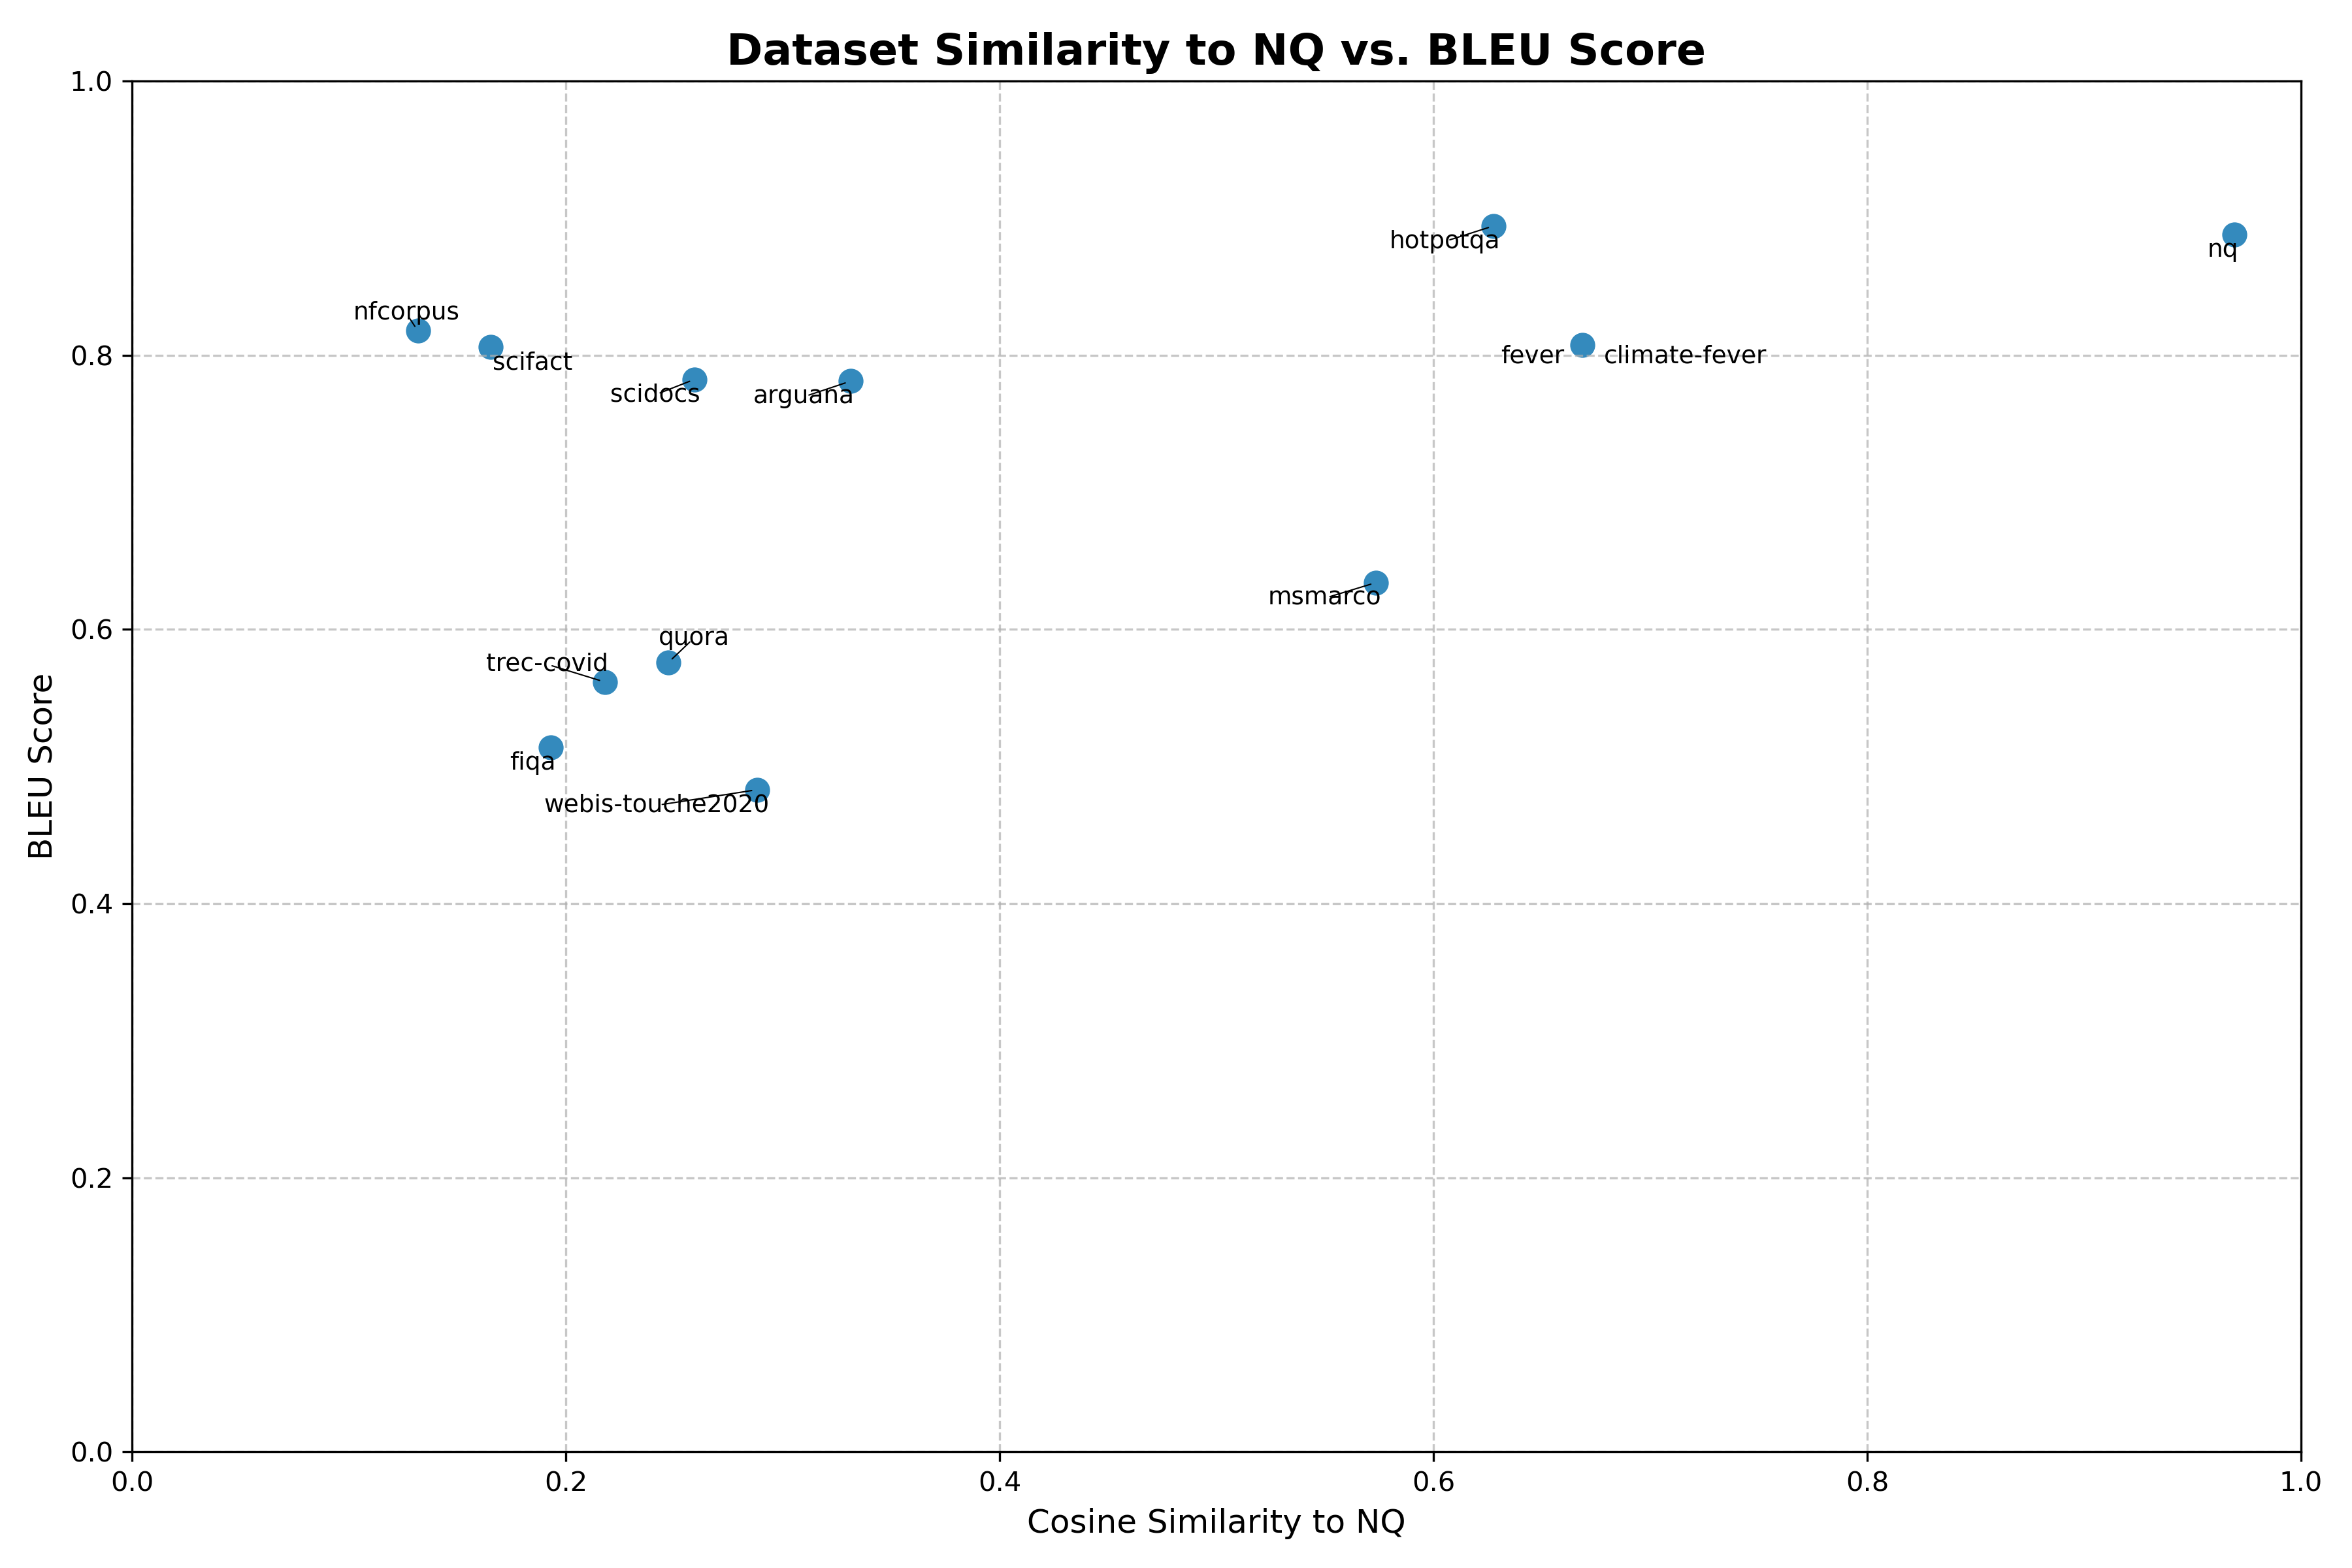 Dataset Similarity to NQ vs. BLEU Score
1.0
hotpotqa
nq
nfcorpus
0.8
scifact
fever
climate-fever
scidocs
arguana
msmarco
0.6
quora
trec-covid
fiqa
webis-touche2020
BLEU Score
0.4
0.2
0.0
0.0 0.2 0.4 0.6 0.8 1.0
Cosine Similarity to NQ